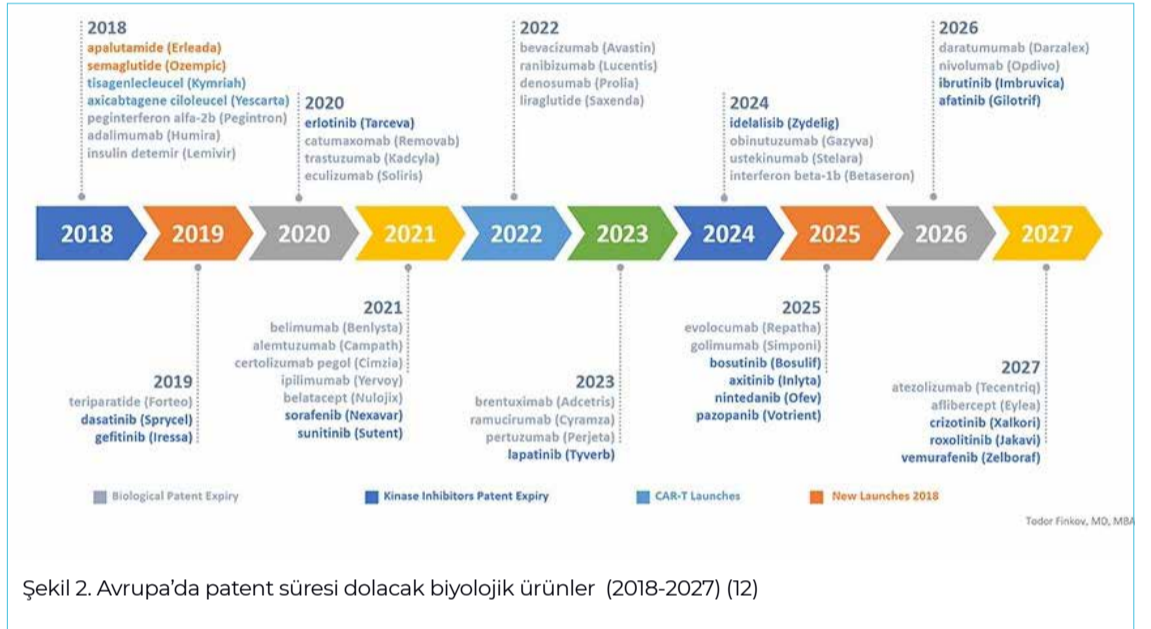 2018
apalutamide (Erleada)
semaglutide (Ozempic)
tisagenlecleucel (Kymriah)
axicabtagene ciloleucel (Yescarta)
peginterferon alfa-2b (Pegintron)
adalimumab (Humira)
insulin detemir (Lemivir)
2020
erlotinib (Tarceva)
catumaxomab (Removab)
trastuzumab (Kadcyla)
eculizumab (Soliris)
2022
bevacizumab (Avastin)
ranibizumab (Lucentis)
denosumab (Prolia)
liraglutide (Saxenda)
2024
idelalisib (Zydelig)
obinutuzumab (Gazyva)
ustekinumab (Stelara)
interferon beta-1b (Betaseron)
2026
daratumumab (Darzalex)
nivolumab (Opdivo)
ibrutinib (Imbruvica)
afatinib (Gilotrif)
2018 2019 2020 2021 2022 2023 2024 2025 2026 2027
2019
teriparatide (Forteo)
dasatinib (Sprycel)
gefitinib (Iressa)
2021
belimumab (Benlysta)
alemtuzumab (Campath)
certolizumab pegol (Cimzia)
ipilimumab (Yervoy)
belatacept (Nulojix)
sorafenib (Nexavar)
sunitinib (Sutent)
2023
brentuximab (Adcetris)
ramucirumab (Cyramza)
pertuzumab (Perjeta)
lapatinib (Tyverb)
2025
evolocumab (Repatha)
golimumab (Simponi)
bosutinib (Bosulif)
axitinib (Inlyta)
nintedanib (Ofev)
pazopanib (Votrient)
2027
atezolizumab (Tecentriq)
aflibercept (Eylea)
crizotinib (Xalkori)
roxolitinib (Jakavi)
vemurafenib (Zelboraf)
Biological Patent Expiry
Kinase Inhibitors Patent Expiry
CAR-T Launches
New Launches 2018
Todor Finkov, MD, MBA
Şekil 2. Avrupa’da patent süresi dolacak biyolojik ürünler (2018-2027) (12)